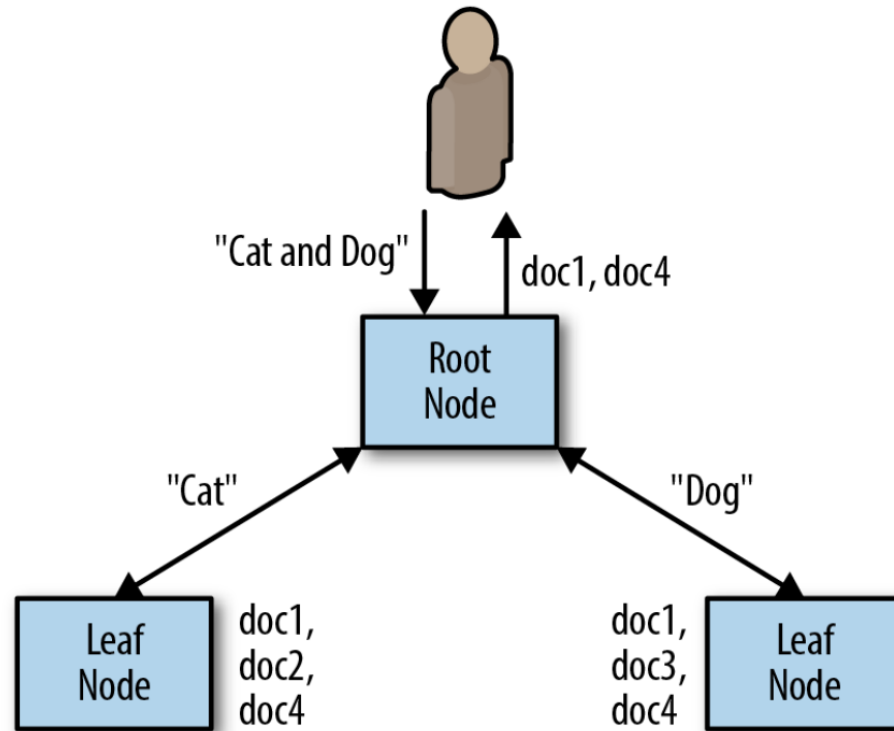 "Cat and Dog"
doc1, doc4
Root
Node
"Cat"
"Dog"
Leaf
Node
doc1,
doc2,
doc4
doc1,
doc3,
doc4
Leaf
Node